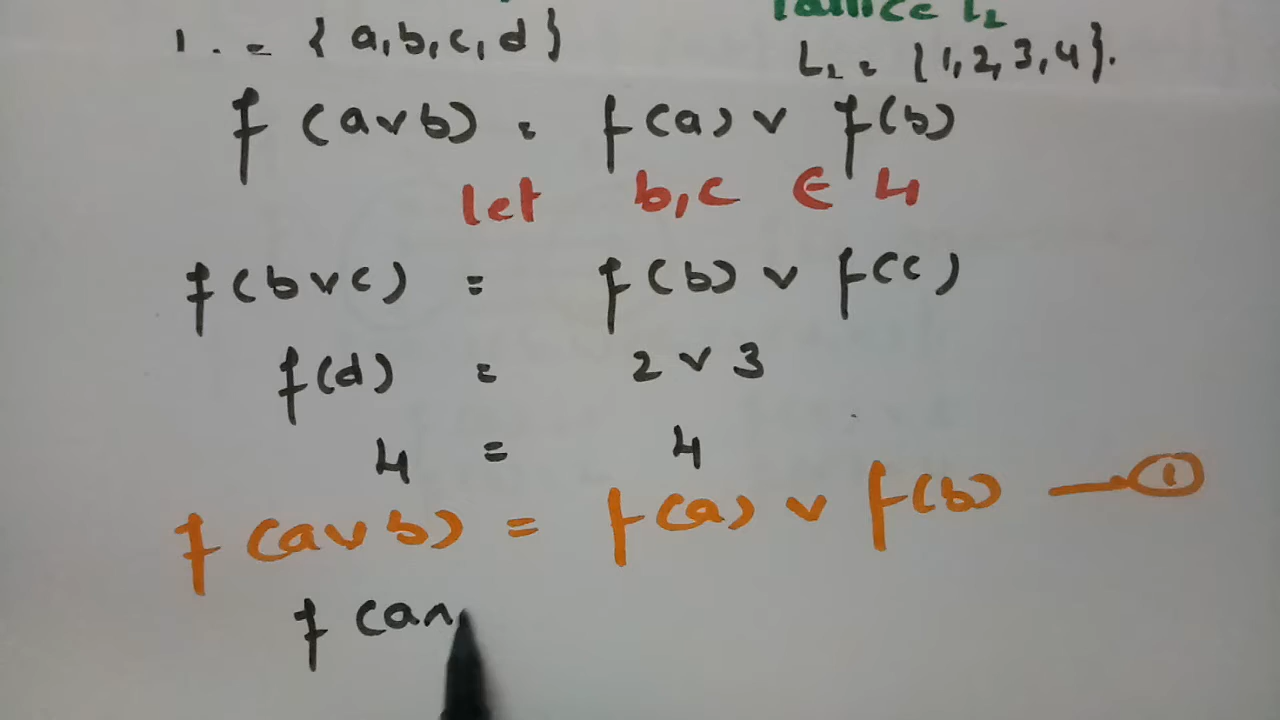 lattice L₂
1 . = { a, b, c, d }
L₂ = {1, 2, 3, 4}.
f (a ∨ b) = f(a) ∨ f(b)
let b, c ∈ L1
f(b ∨ c) = f(b) ∨ f(c)
f(d) = 2 ∨ 3
4 = 4
f (a ∨ b) = f(a) ∨ f(b) — ①
f (a ∧